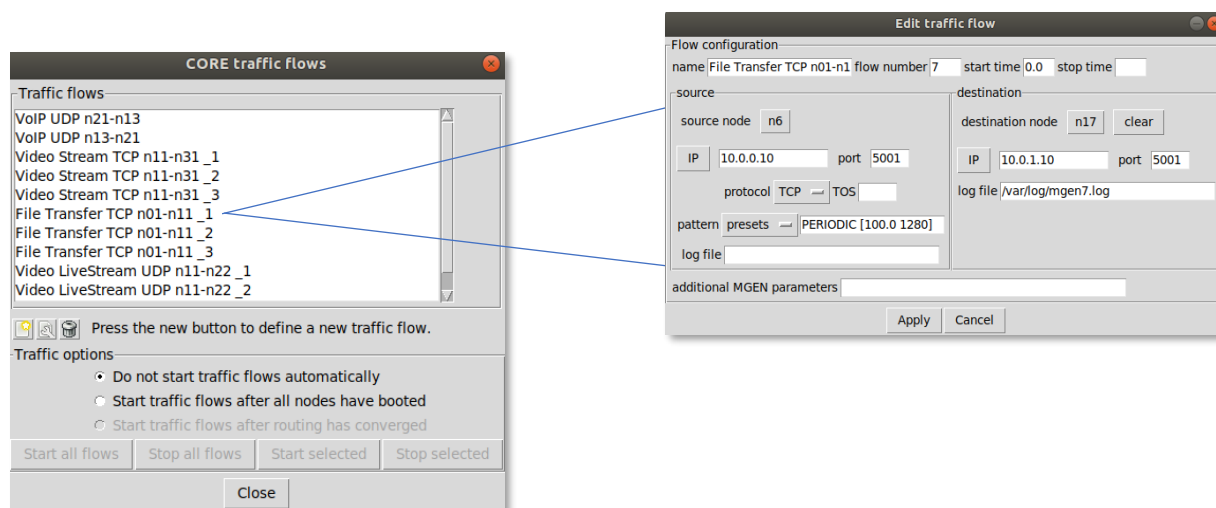 CORE traffic flows
Traffic flows
VoIP UDP n21-n13
VoIP UDP n13-n21
Video Stream TCP n11-n31 _1
Video Stream TCP n11-n31 _2
Video Stream TCP n11-n31 _3
File Transfer TCP n01-n11 _1
File Transfer TCP n01-n11 _2
File Transfer TCP n01-n11 _3
Video LiveStream UDP n11-n22 _1
Video LiveStream UDP n11-n22 _2
Press the new button to define a new traffic flow.
Traffic options
Do not start traffic flows automatically
Start traffic flows after all nodes have booted
Start traffic flows after routing has converged
Start all flows Stop all flows Start selected Stop selected
Close
Edit traffic flow
Flow configuration
name File Transfer TCP n01-n1 flow number 7 start time 0.0 stop time
source
source node n6
IP 10.0.0.10 port 5001
protocol TCP TOS
pattern presets PERIODIC [100.0 1280]
log file
destination
destination node n17 clear
IP 10.0.1.10 port 5001
log file /var/log/mgen7.log
additional MGEN parameters
Apply Cancel